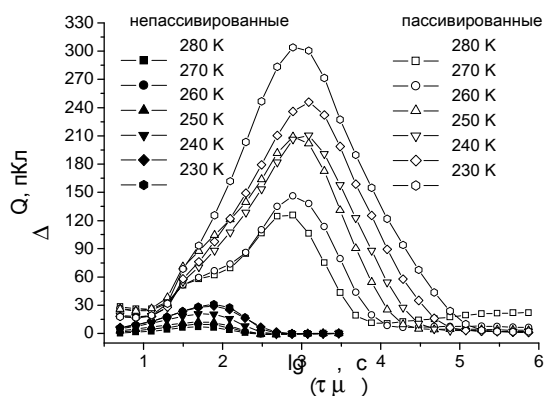 непассивированные
пассивированные
280 K
270 K
260 K
250 K
240 K
230 K
280 K
270 K
260 K
250 K
240 K
230 K
330
300
270
240
210
180
150
120
90
60
30
0
Δ Q, пКл
1 2 3 4 5 6
lg , с
(τ μ )